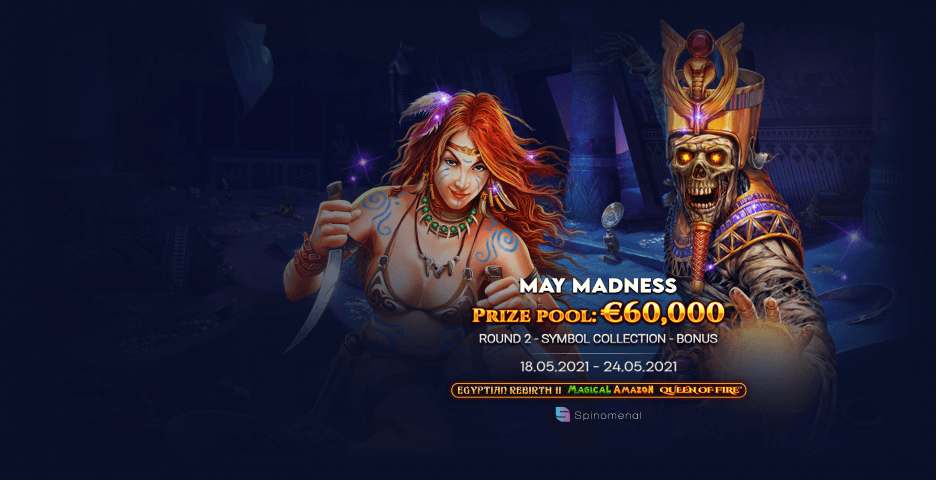 MAY MADNESS
PRIZE POOL: €60,000
ROUND 2 - SYMBOL COLLECTION - BONUS
18.05.2021 - 24.05.2021
EGYPTIAN REBIRTH II MAGICAL AMAZON QUEEN OF FIRE
Spinomenal